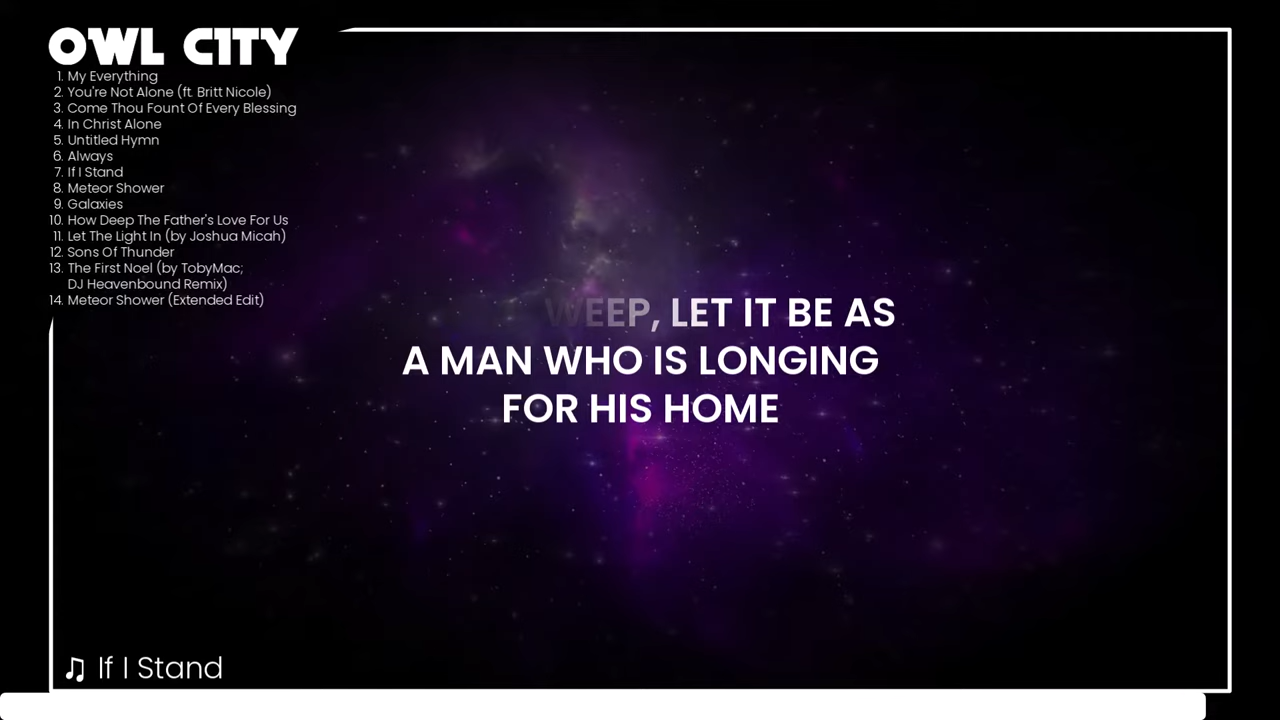 OWL CITY
1. My Everything
2. You're Not Alone (ft. Britt Nicole)
3. Come Thou Fount Of Every Blessing
4. In Christ Alone
5. Untitled Hymn
6. Always
7. If I Stand
8. Meteor Shower
9. Galaxies
10. How Deep The Father's Love For Us
11. Let The Light In (by Joshua Micah)
12. Sons Of Thunder
13. The First Noel (by TobyMac;
DJ Heavenbound Remix)
14. Meteor Shower (Extended Edit)
WEEP, LET IT BE AS
A MAN WHO IS LONGING
FOR HIS HOME
♫ If I Stand